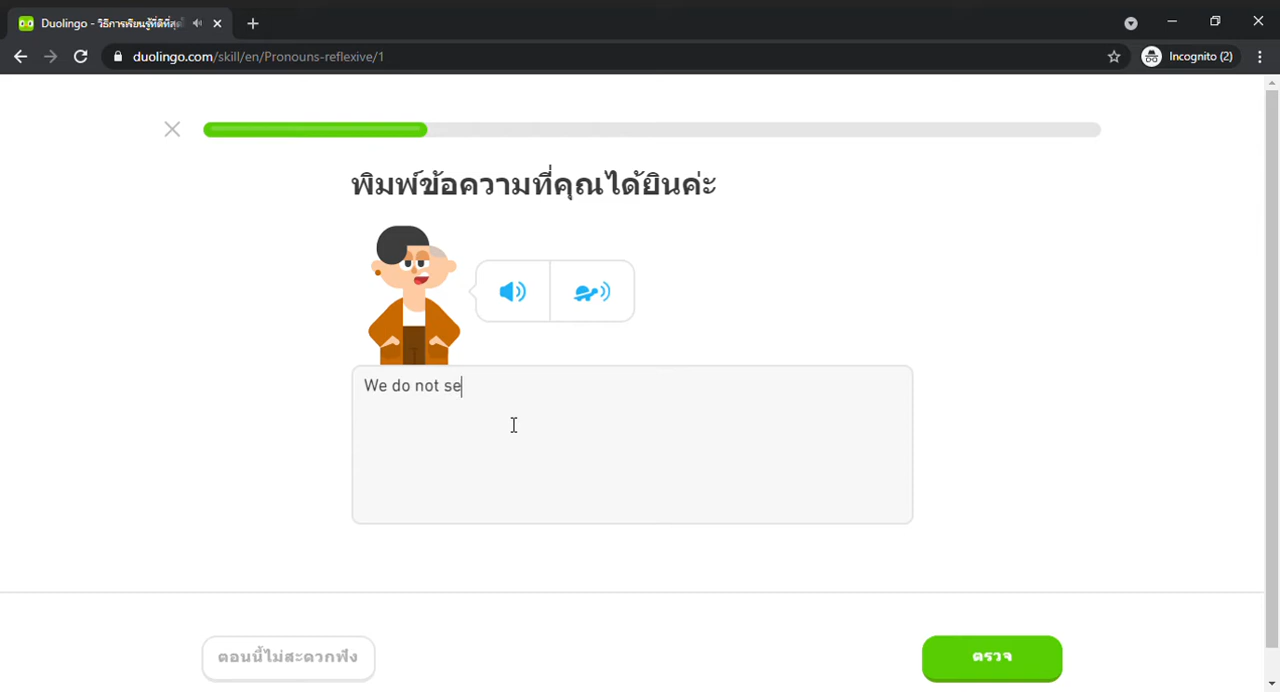 Duolingo - วิธีการเรียนรู้ที่ดีที่สุดใ
duolingo.com/skill/en/Pronouns-reflexive/1
Incognito (2)
พิมพ์ข้อความที่คุณได้ยินค่ะ
We do not se
ตอนนี้ไม่สะดวกฟัง
ตรวจ